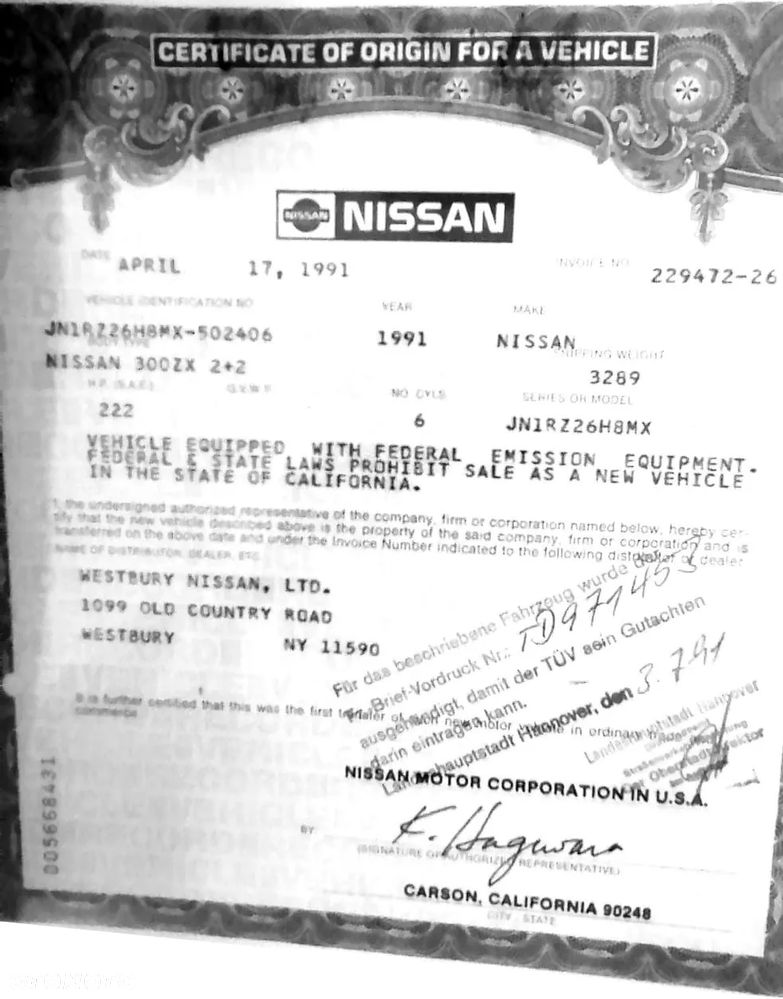 CERTIFICATE OF ORIGIN FOR A VEHICLE
NISSAN NISSAN
DATE APRIL 17, 1991 INVOICE NO 229472-26
VEHICLE IDENTIFICATION NO YEAR MAKE
JN1RZ26H8MX-502406 1991 NISSAN
BODY TYPE SHIPPING WEIGHT
NISSAN 300ZX 2+2 3289
H.P. (S.A.E.) G.V.W.R. NO CYLS SERIES OR MODEL
222 6 JN1RZ26H8MX
VEHICLE EQUIPPED WITH FEDERAL EMISSION EQUIPMENT.
FEDERAL & STATE LAWS PROHIBIT SALE AS A NEW VEHICLE
IN THE STATE OF CALIFORNIA.
I, the undersigned authorized representative of the company, firm or corporation named below, hereby cer-
tify that the new vehicle described above is the property of the said company, firm or corporation and is
transferred on the above date and under the Invoice Number indicated to the following distributor or dealer
NAME OF DISTRIBUTOR, DEALER, ETC.
WESTBURY NISSAN, LTD.
1099 OLD COUNTRY ROAD
WESTBURY NY 11590
Für das beschriebene Fahrzeug wurde der
Brief-Vordruck Nr.: TD971453
ausgehändigt, damit der TÜV sein Gutachten
darin eintragen kann.
Landeshauptstadt Hannover, den 3. 7.91
Landeshauptstadt Hannover
Der Oberstadtdirektor
It is further certified that this was the first transfer of such new motor in ordinary
commerce
NISSAN MOTOR CORPORATION IN U.S.A.
BY K. Hagiwara
(SIGNATURE OF AUTHORIZED REPRESENTATIVE)
CARSON, CALIFORNIA 90248
CITY - STATE
005668431